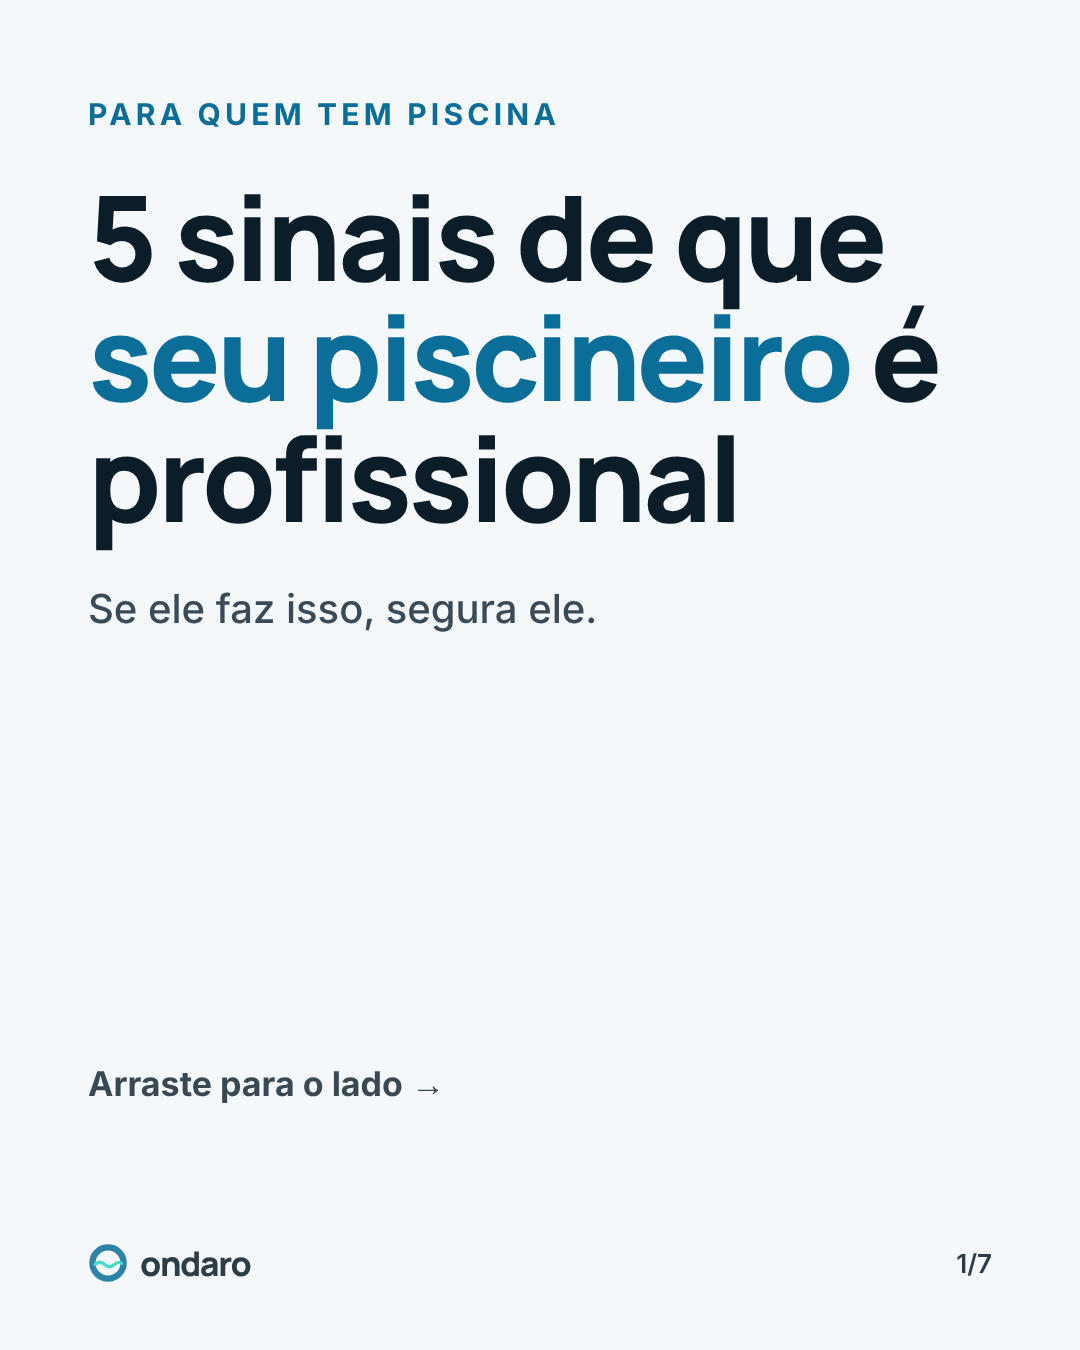 PARA QUEM TEM PISCINA
5 sinais de que
seu piscineiro é
profissional
Se ele faz isso, segura ele.
Arraste para o lado →
ondaro
1/7